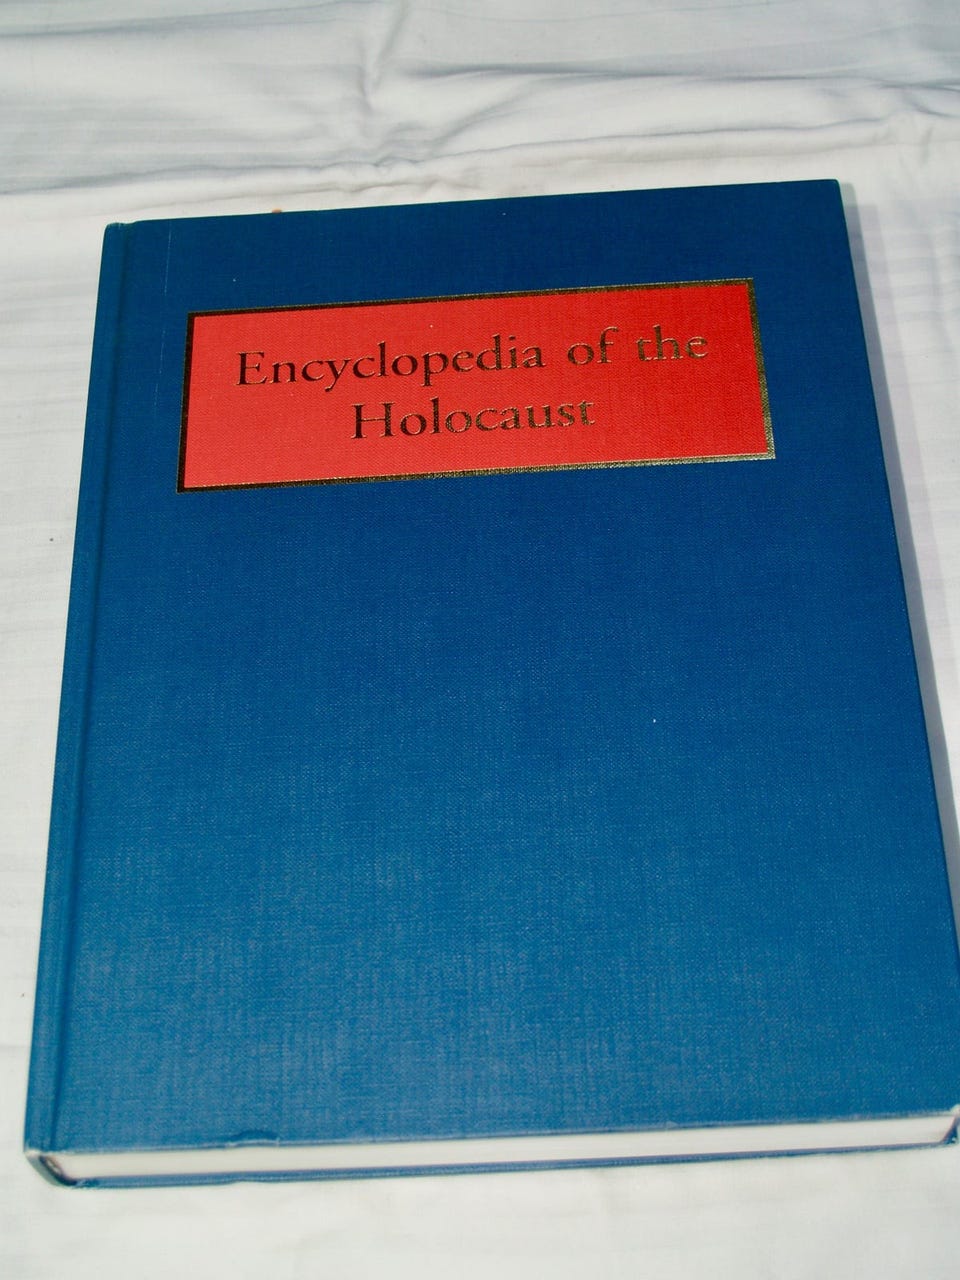 Encyclopedia of the
Holocaust